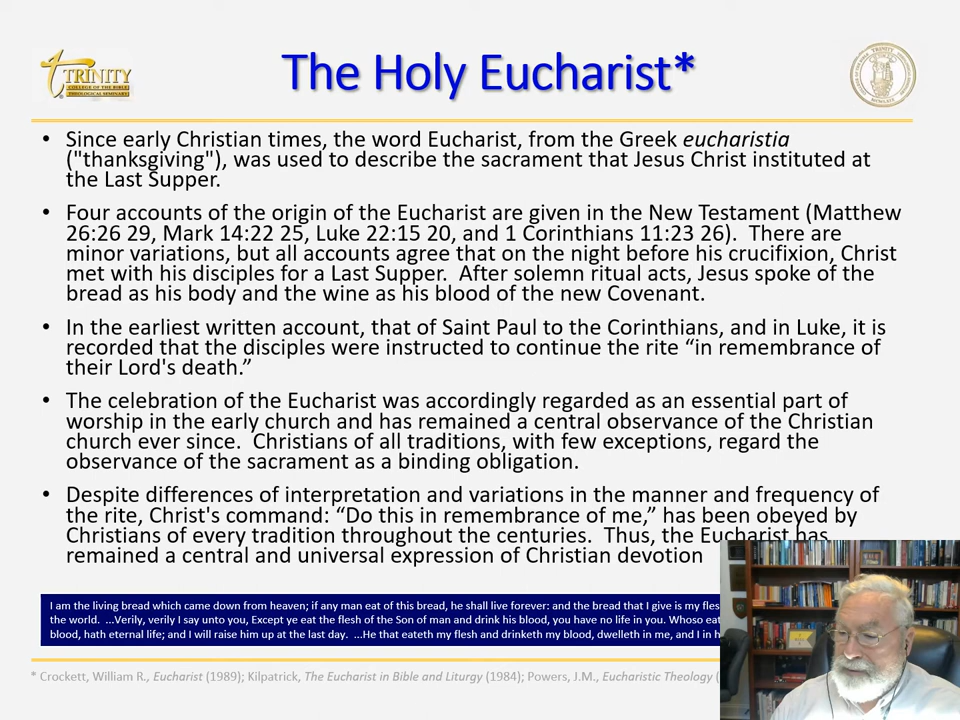 The Holy Eucharist*
TRINITY
COLLEGE OF THE BIBLE
THEOLOGICAL SEMINARY
TRINITY
• Since early Christian times, the word Eucharist, from the Greek eucharistia
("thanksgiving"), was used to describe the sacrament that Jesus Christ instituted at
the Last Supper.
• Four accounts of the origin of the Eucharist are given in the New Testament (Matthew
26:26 29, Mark 14:22 25, Luke 22:15 20, and 1 Corinthians 11:23 26).  There are
minor variations, but all accounts agree that on the night before his crucifixion, Christ
met with his disciples for a Last Supper.  After solemn ritual acts, Jesus spoke of the
bread as his body and the wine as his blood of the new Covenant.
• In the earliest written account, that of Saint Paul to the Corinthians, and in Luke, it is
recorded that the disciples were instructed to continue the rite “in remembrance of
their Lord's death.”
• The celebration of the Eucharist was accordingly regarded as an essential part of
worship in the early church and has remained a central observance of the Christian
church ever since.  Christians of all traditions, with few exceptions, regard the
observance of the sacrament as a binding obligation.
• Despite differences of interpretation and variations in the manner and frequency of
the rite, Christ's command: “Do this in remembrance of me,” has been obeyed by
Christians of every tradition throughout the centuries.  Thus, the Eucharist has
remained a central and universal expression of Christian devotion
I am the living bread which came down from heaven; if any man eat of this bread, he shall live forever: and the bread that I give is my
the world.  ...Verily, verily I say unto you, Except ye eat the flesh of the Son of man and drink his blood, you have no life in you. Whoso
blood, hath eternal life; and I will raise him up at the last day.  ...He that eateth my flesh and drinketh my blood, dwelleth in me, and I in
* Crockett, William R., Eucharist (1989); Kilpatrick, The Eucharist in Bible and Liturgy (1984); Powers, J.M., Eucharistic Theology (